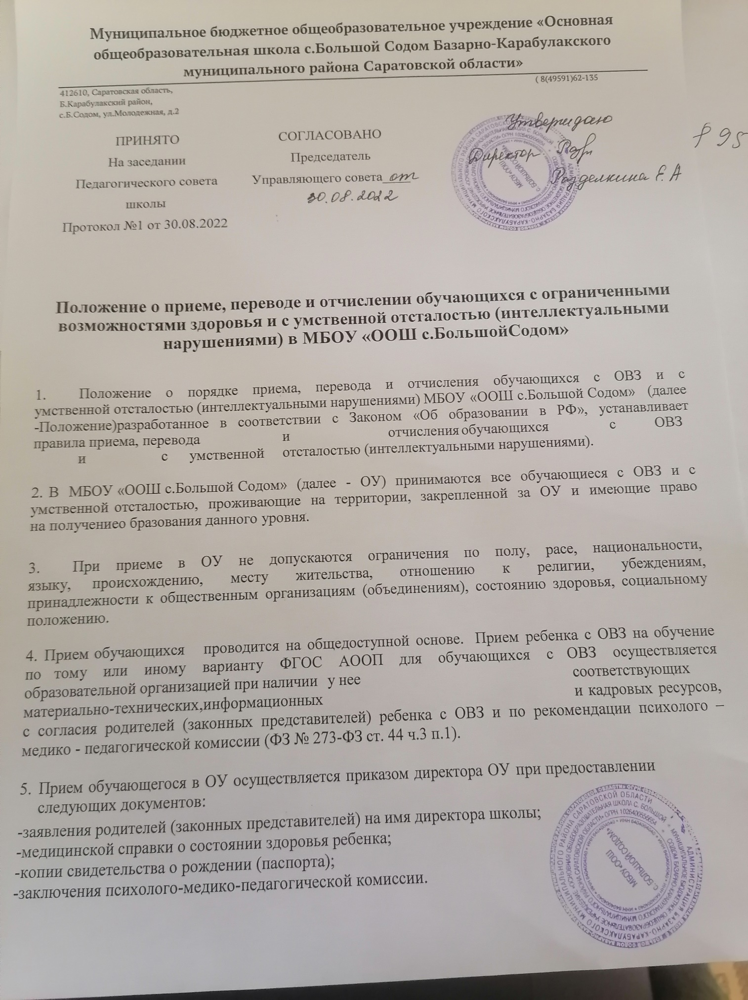 Муниципальное бюджетное общеобразовательное учреждение «Основная
общеобразовательная школа с.Большой Содом Базарно-Карабулакского
муниципального района Саратовской области»
( 8(49591)62-135
412610, Саратовская область,
Б.Карабулакский район,
с.Б.Содом, ул.Молодежная, д.2
ПРИНЯТО
На заседании
Педагогического совета
школы
Протокол №1 от 30.08.2022
СОГЛАСОВАНО
Председатель
Управляющего совета от
30.08.2022
Утверждаю
Директор
Разделкина Е.А
р 95
МБОУ «ООШ
с. БОЛЬШОЙ СОДОМ»
Положение о приеме, переводе и отчислении обучающихся с ограниченными
возможностями здоровья и с умственной отсталостью (интеллектуальными
нарушениями) в МБОУ «ООШ с.БольшойСодом»
1. Положение о порядке приема, перевода и отчисления обучающихся с ОВЗ и с
умственной отсталостью (интеллектуальными нарушениями) МБОУ «ООШ с.Большой Содом» (далее
-Положение)разработанное в соответствии с Законом «Об образовании в РФ», устанавливает
правила приема, перевода и отчисления обучающихся с ОВЗ
и с умственной отсталостью (интеллектуальными нарушениями).
2. В МБОУ «ООШ с.Большой Содом» (далее - ОУ) принимаются все обучающиеся с ОВЗ и с
умственной отсталостью, проживающие на территории, закрепленной за ОУ и имеющие право
на получениео бразования данного уровня.
3. При приеме в ОУ не допускаются ограничения по полу, расе, национальности,
языку, происхождению, месту жительства, отношению к религии, убеждениям,
принадлежности к общественным организациям (объединениям), состоянию здоровья, социальному
положению.
4. Прием обучающихся проводится на общедоступной основе. Прием ребенка с ОВЗ на обучение
по тому или иному варианту ФГОС АООП для обучающихся с ОВЗ осуществляется
образовательной организацией при наличии у нее соответствующих
материально-технических,информационных и кадровых ресурсов,
с согласия родителей (законных представителей) ребенка с ОВЗ и по рекомендации психолого –
медико - педагогической комиссии (ФЗ № 273-ФЗ ст. 44 ч.3 п.1).
5. Прием обучающегося в ОУ осуществляется приказом директора ОУ при предоставлении
следующих документов:
-заявления родителей (законных представителей) на имя директора школы;
-медицинской справки о состоянии здоровья ребенка;
-копии свидетельства о рождении (паспорта);
-заключения психолого-медико-педагогической комиссии.
МБОУ «ООШ
с. БОЛЬШОЙ СОДОМ»